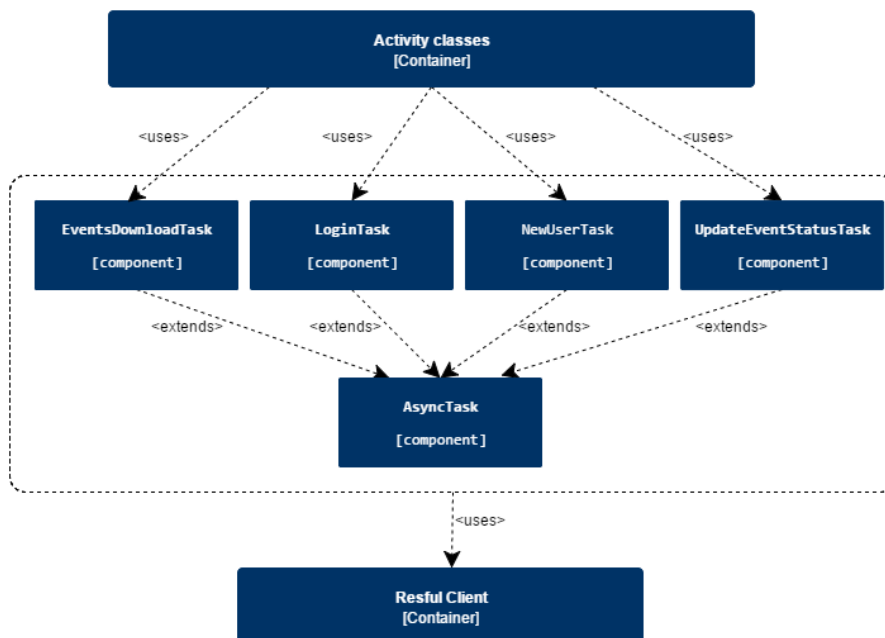 Activity classes
[Container]
<uses>
<uses>
<uses>
<uses>
EventsDownloadTask
[component]
LoginTask
[component]
NewUserTask
[component]
UpdateEventStatusTask
[component]
<extends>
<extends>
<extends>
<extends>
AsyncTask
[component]
<uses>
Resful Client
[Container]